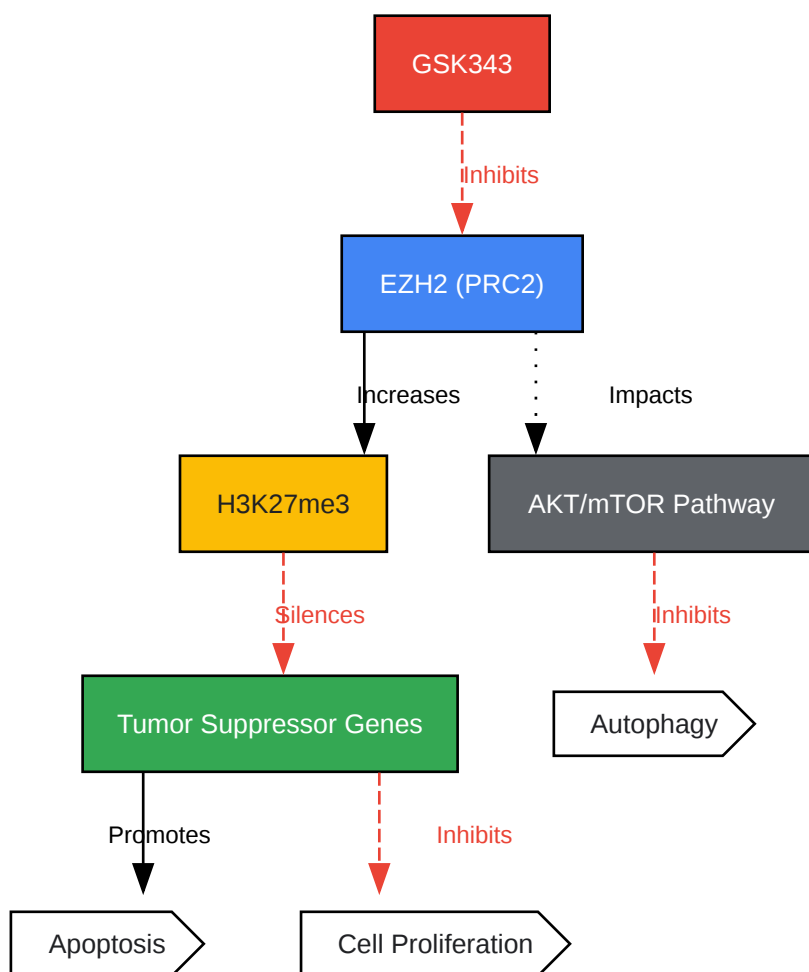 GSK343
Inhibits
EZH2 (PRC2)
Increases
Impacts
H3K27me3
AKT/mTOR Pathway
Silences
Inhibits
Tumor Suppressor Genes
Autophagy
Promotes
Inhibits
Apoptosis
Cell Proliferation